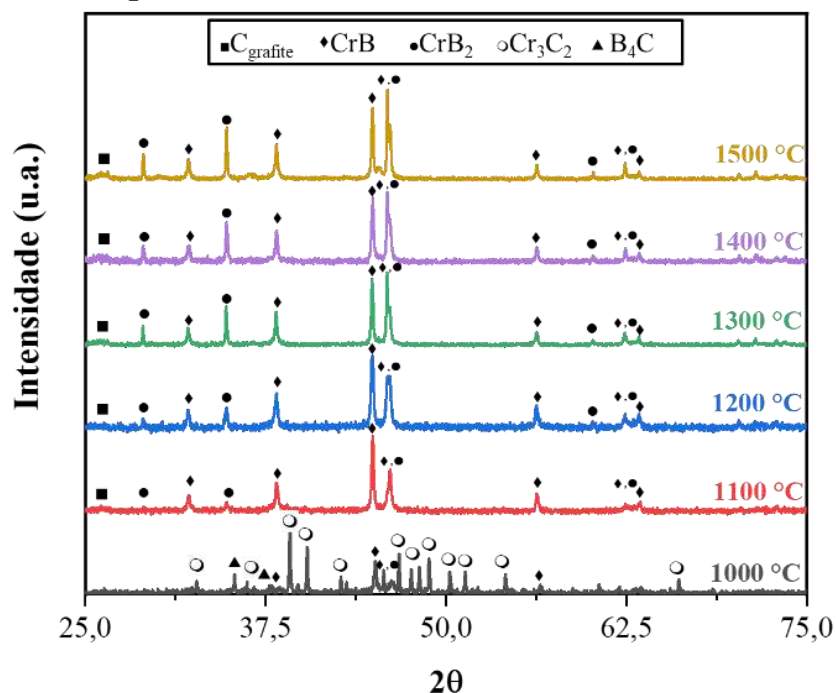 ■C_grafite ♦CrB ●CrB₂ ○Cr₃C₂ ▲B₄C
1500 °C
1400 °C
1300 °C
1200 °C
1100 °C
1000 °C
Intensidade (u.a.)
25,0 37,5 50,0 62,5 75,0
2θ